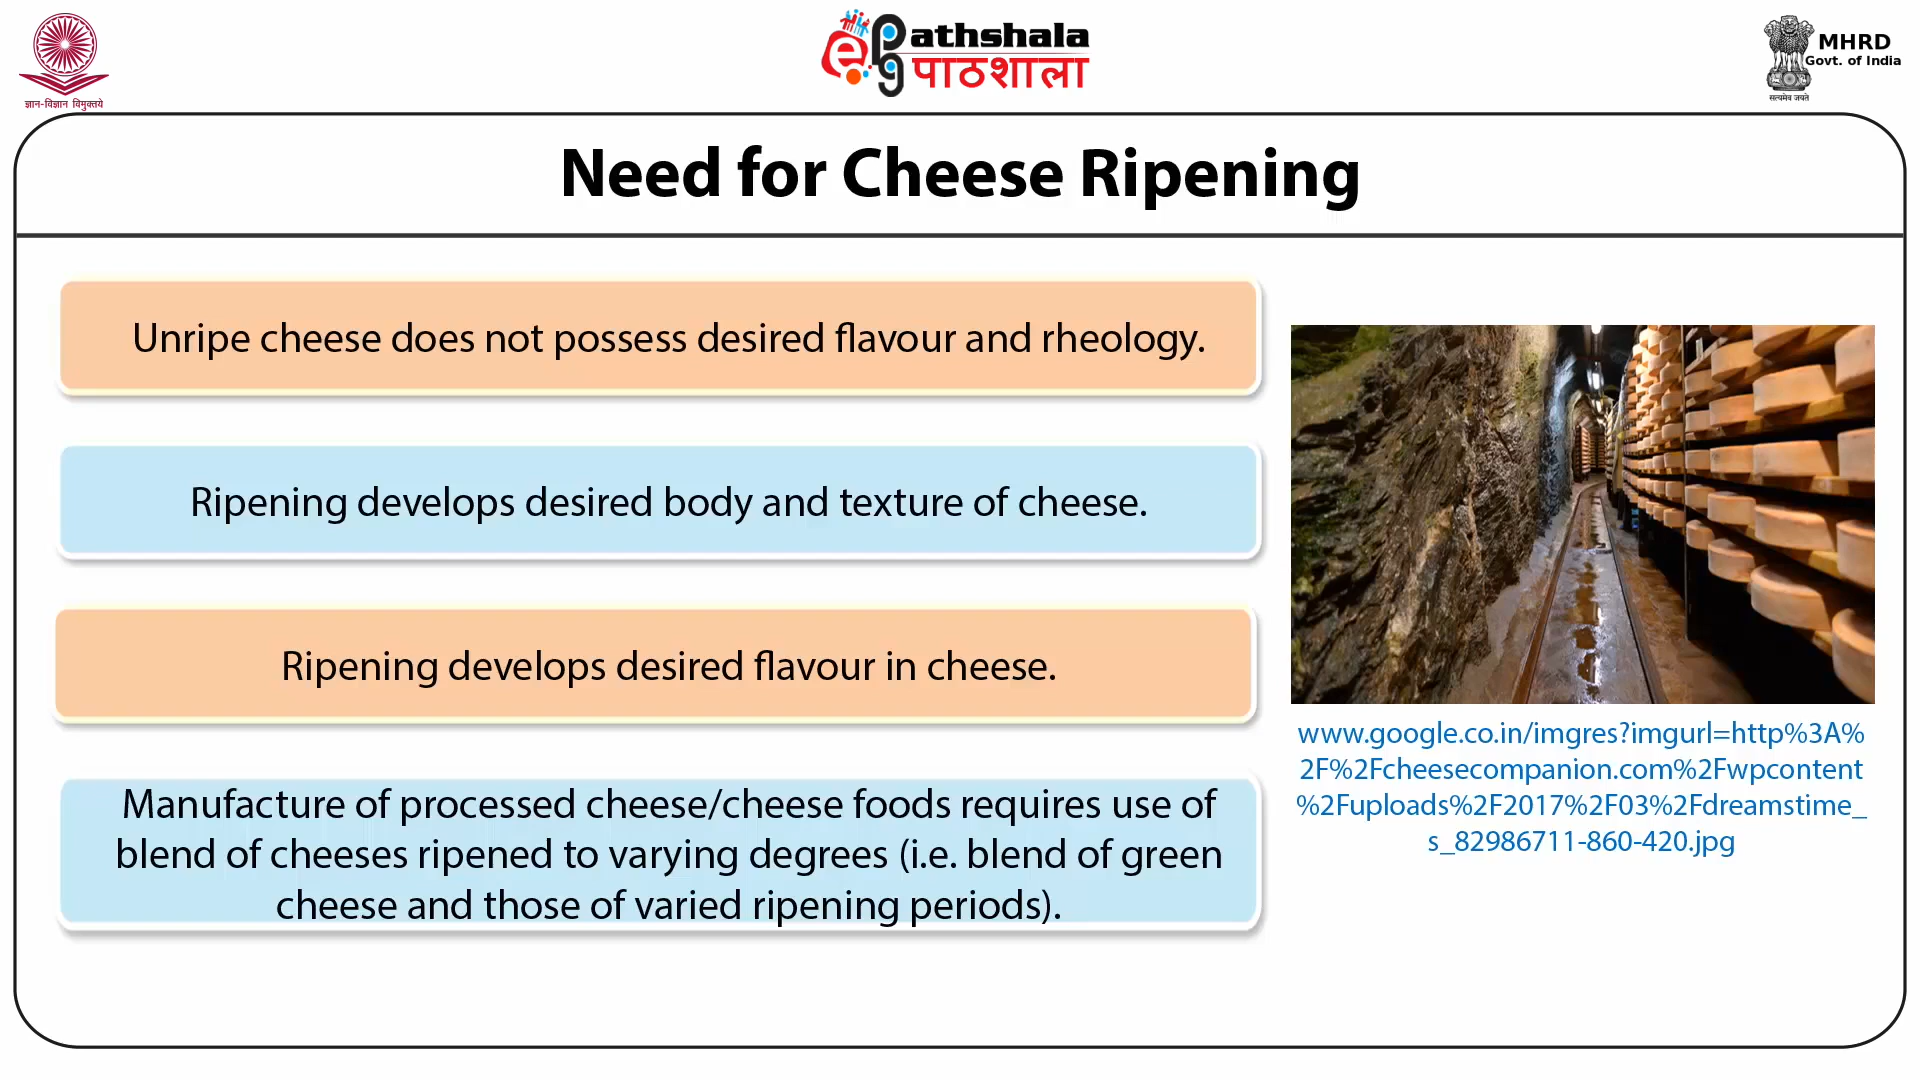 ज्ञान-विज्ञान विमुक्तये
ePathshala
पाठशाला
MHRD
Govt. of India
सत्यमेव जयते
Need for Cheese Ripening
Unripe cheese does not possess desired flavour and rheology.
Ripening develops desired body and texture of cheese.
Ripening develops desired flavour in cheese.
Manufacture of processed cheese/cheese foods requires use of
blend of cheeses ripened to varying degrees (i.e. blend of green
cheese and those of varied ripening periods).
www.google.co.in/imgres?imgurl=http%3A%
2F%2Fcheesecompanion.com%2Fwpcontent
%2Fuploads%2F2017%2F03%2Fdreamstime_
s_82986711-860-420.jpg